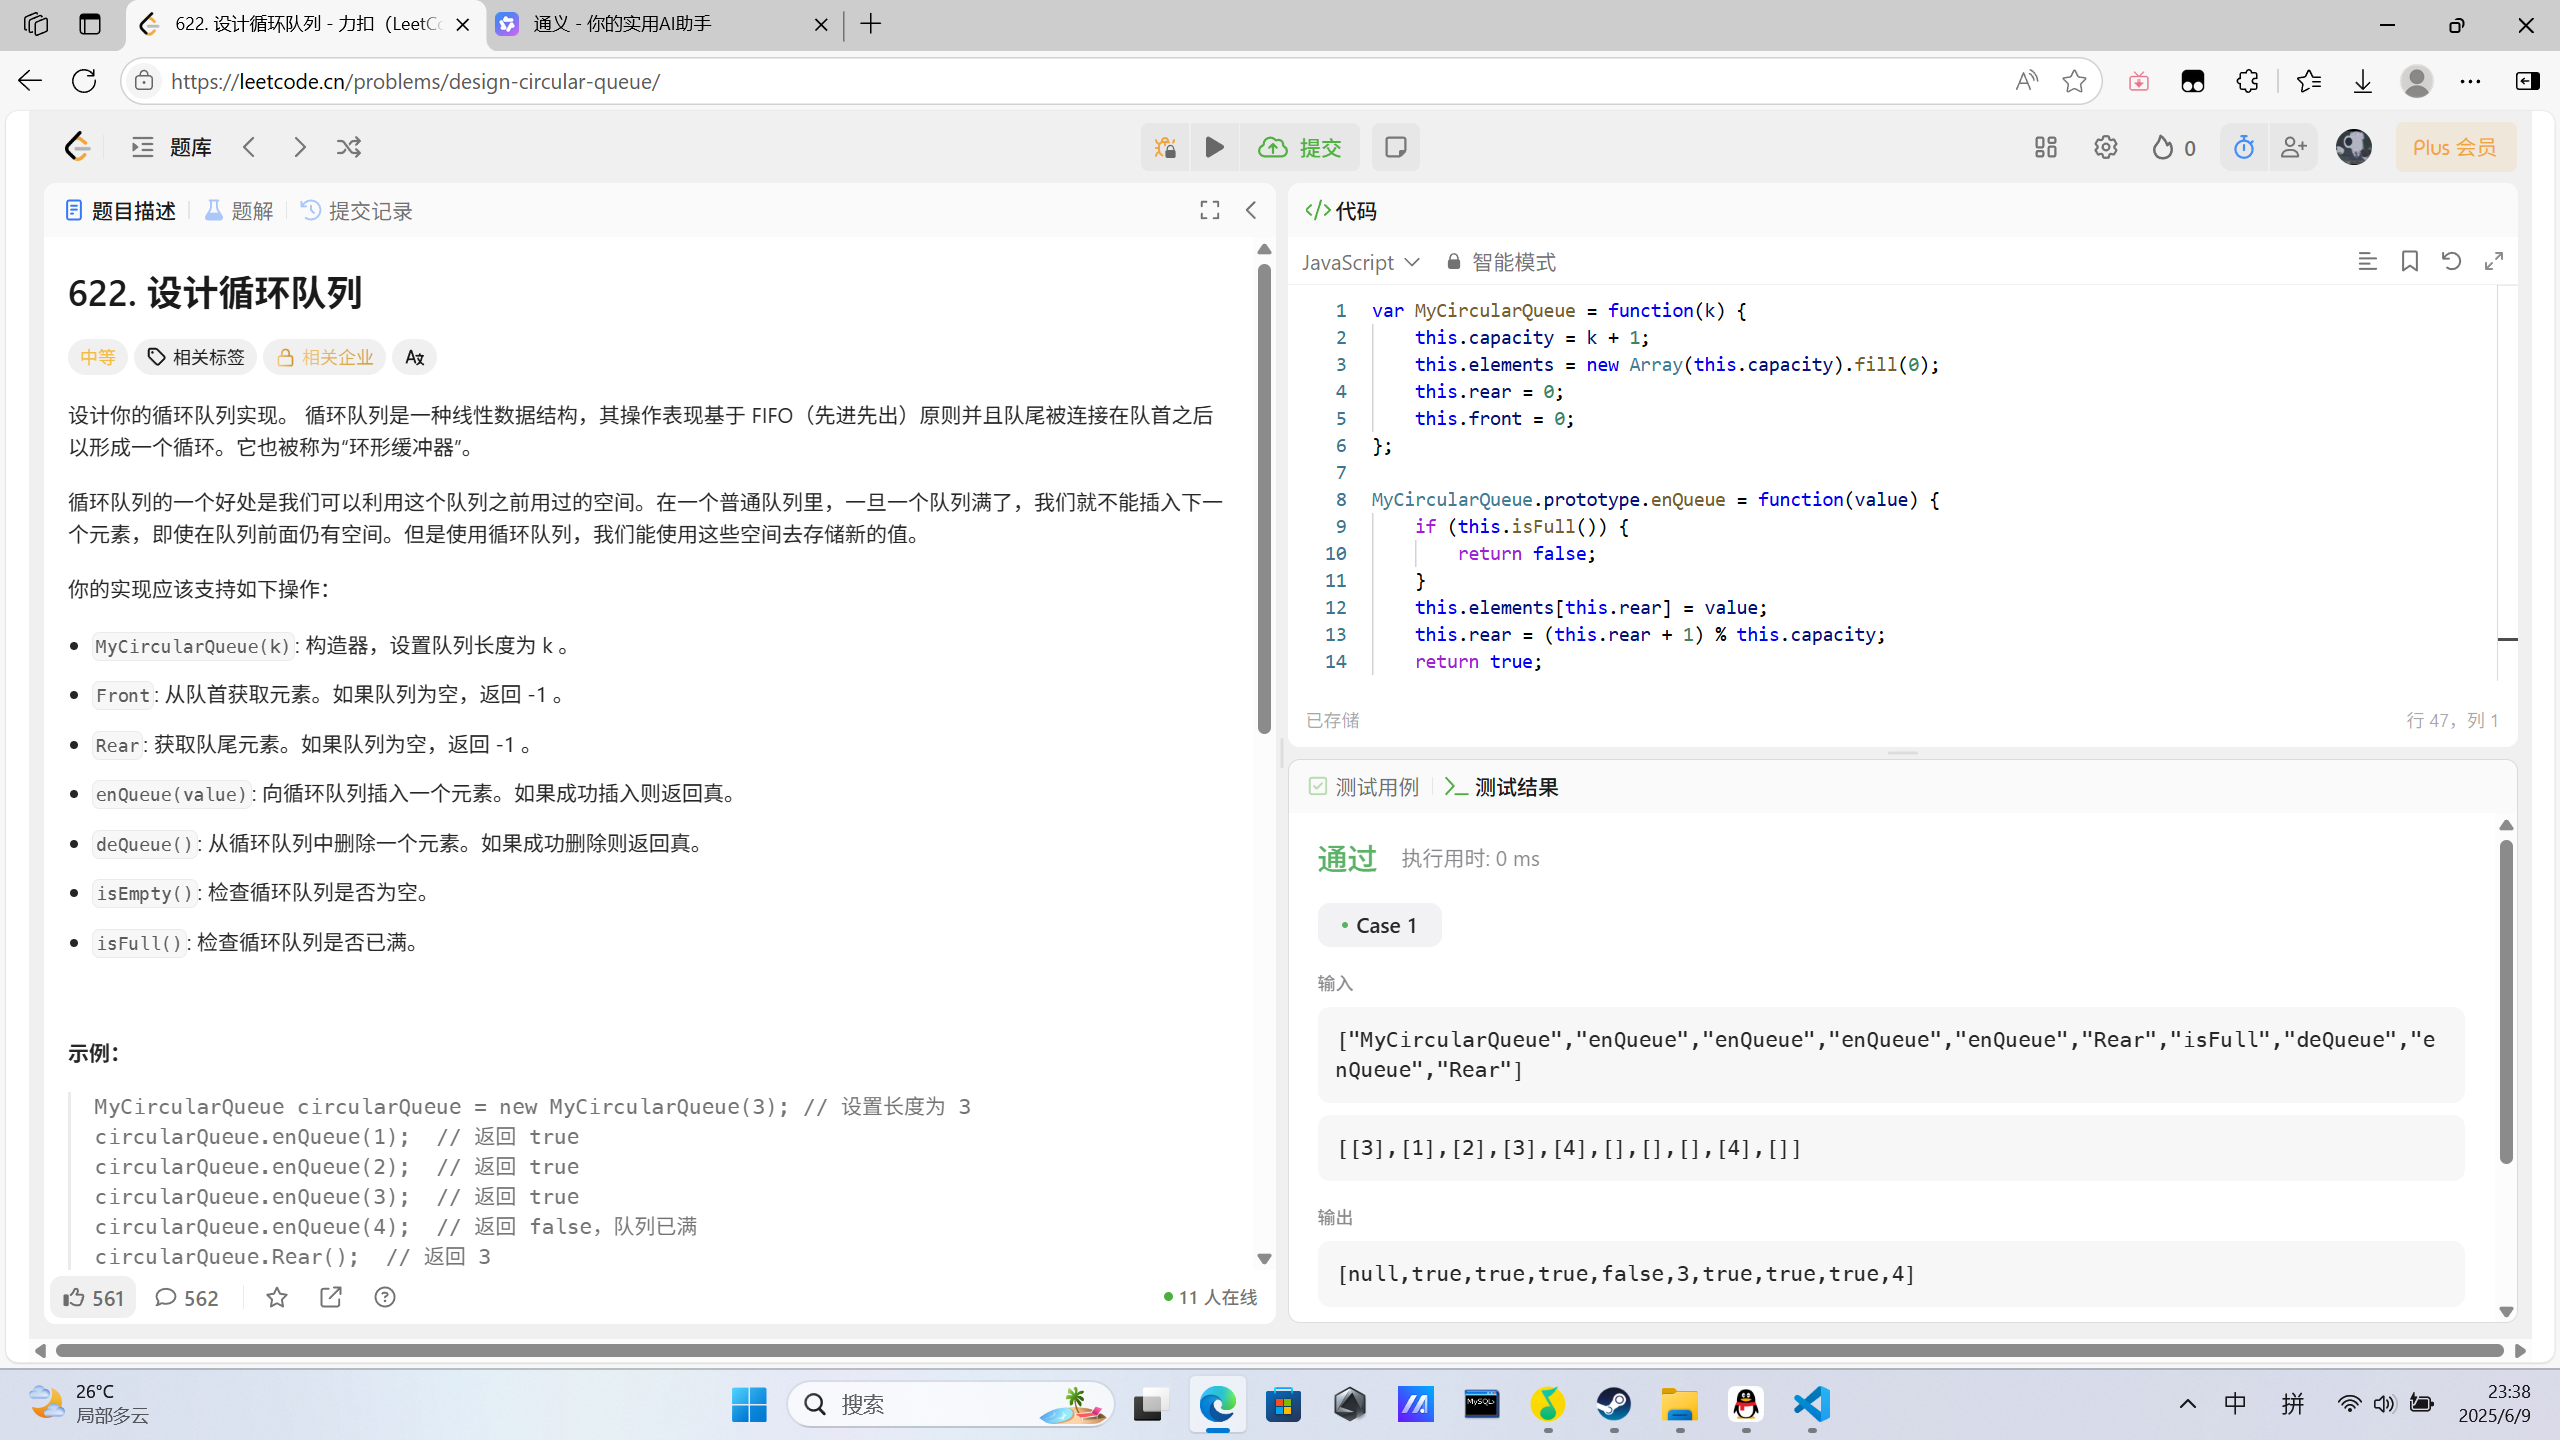 622. 设计循环队列 - 力扣（LeetCo
通义 - 你的实用AI助手
https://leetcode.cn/problems/design-circular-queue/
题库
提交
0
Plus 会员
题目描述
题解
提交记录
622. 设计循环队列
中等
相关标签
相关企业
设计你的循环队列实现。 循环队列是一种线性数据结构，其操作表现基于 FIFO（先进先出）原则并且队尾被连接在队首之后
以形成一个循环。它也被称为“环形缓冲器”。
循环队列的一个好处是我们可以利用这个队列之前用过的空间。在一个普通队列里，一旦一个队列满了，我们就不能插入下一
个元素，即使在队列前面仍有空间。但是使用循环队列，我们能使用这些空间去存储新的值。
你的实现应该支持如下操作：
MyCircularQueue(k): 构造器，设置队列长度为 k 。
Front: 从队首获取元素。如果队列为空，返回 -1 。
Rear: 获取队尾元素。如果队列为空，返回 -1 。
enQueue(value): 向循环队列插入一个元素。如果成功插入则返回真。
deQueue(): 从循环队列中删除一个元素。如果成功删除则返回真。
isEmpty(): 检查循环队列是否为空。
isFull(): 检查循环队列是否已满。
示例：
MyCircularQueue circularQueue = new MyCircularQueue(3); // 设置长度为 3
circularQueue.enQueue(1);  // 返回 true
circularQueue.enQueue(2);  // 返回 true
circularQueue.enQueue(3);  // 返回 true
circularQueue.enQueue(4);  // 返回 false，队列已满
circularQueue.Rear();  // 返回 3
561
562
11 人在线
代码
JavaScript
智能模式
1 var MyCircularQueue = function(k) {
2     this.capacity = k + 1;
3     this.elements = new Array(this.capacity).fill(0);
4     this.rear = 0;
5     this.front = 0;
6 };
7
8 MyCircularQueue.prototype.enQueue = function(value) {
9     if (this.isFull()) {
10         return false;
11     }
12     this.elements[this.rear] = value;
13     this.rear = (this.rear + 1) % this.capacity;
14     return true;
已存储
行 47，列 1
测试用例
测试结果
通过
执行用时: 0 ms
Case 1
输入
["MyCircularQueue","enQueue","enQueue","enQueue","enQueue","Rear","isFull","deQueue","e
nQueue","Rear"]
[[3],[1],[2],[3],[4],[],[],[],[4],[]]
输出
[null,true,true,true,false,3,true,true,true,4]
26°C
局部多云
搜索
MySQL
中
拼
23:38
2025/6/9